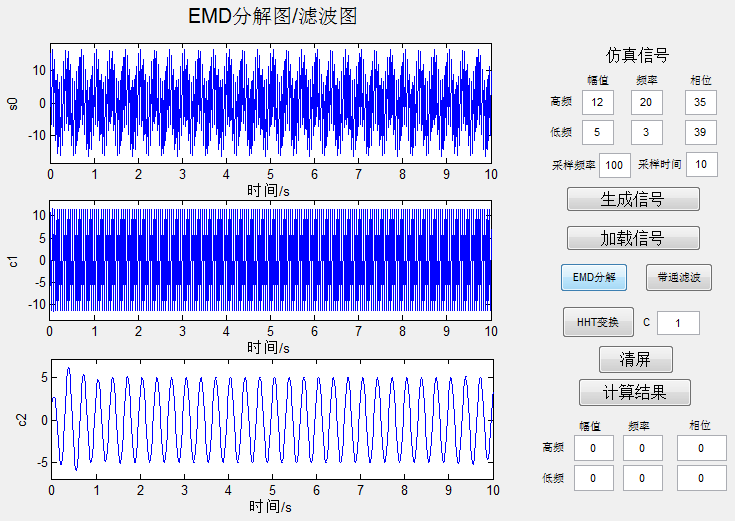 EMD分解图/滤波图
s0
10
0
-10
0 1 2 3 4 5 6 7 8 9 10
时间/s
c1
10
5
0
-5
-10
0 1 2 3 4 5 6 7 8 9 10
时间/s
c2
5
0
-5
0 1 2 3 4 5 6 7 8 9 10
时间/s
仿真信号
幅值 频率 相位
高频 12 20 35
低频 5 3 39
采样频率 100 采样时间 10
生成信号
加载信号
EMD分解 带通滤波
HHT变换 C 1
清屏
计算结果
幅值 频率 相位
高频 0 0 0
低频 0 0 0